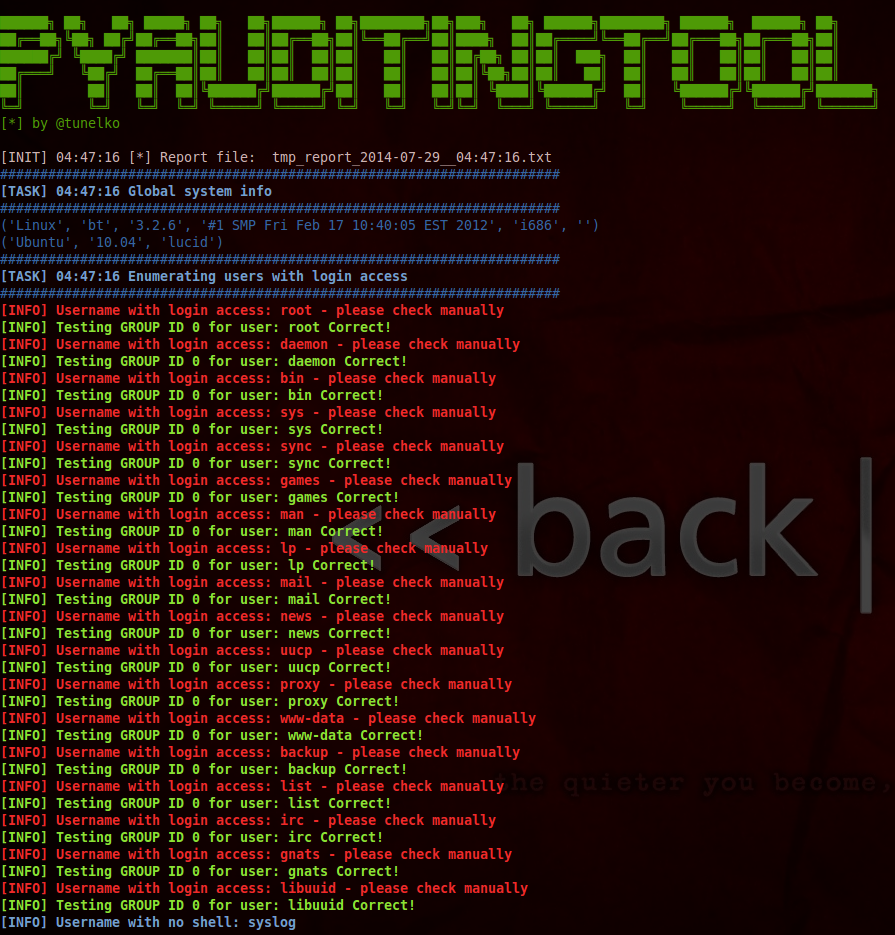 PYAUDITINGTOOL
[*] by @tunelko
[INIT] 04:47:16 [*] Report file:  tmp_report_2014-07-29__04:47:16.txt
######################################################################
[TASK] 04:47:16 Global system info
######################################################################
('Linux', 'bt', '3.2.6', '#1 SMP Fri Feb 17 10:40:05 EST 2012', 'i686', '')
('Ubuntu', '10.04', 'lucid')
######################################################################
[TASK] 04:47:16 Enumerating users with login access
######################################################################
[INFO] Username with login access: root - please check manually
[INFO] Testing GROUP ID 0 for user: root Correct!
[INFO] Username with login access: daemon - please check manually
[INFO] Testing GROUP ID 0 for user: daemon Correct!
[INFO] Username with login access: bin - please check manually
[INFO] Testing GROUP ID 0 for user: bin Correct!
[INFO] Username with login access: sys - please check manually
[INFO] Testing GROUP ID 0 for user: sys Correct!
[INFO] Username with login access: sync - please check manually
[INFO] Testing GROUP ID 0 for user: sync Correct!
[INFO] Username with login access: games - please check manually
[INFO] Testing GROUP ID 0 for user: games Correct!
[INFO] Username with login access: man - please check manually
[INFO] Testing GROUP ID 0 for user: man Correct!
[INFO] Username with login access: lp - please check manually
[INFO] Testing GROUP ID 0 for user: lp Correct!
<< back |
[INFO] Username with login access: mail - please check manually
[INFO] Testing GROUP ID 0 for user: mail Correct!
[INFO] Username with login access: news - please check manually
[INFO] Testing GROUP ID 0 for user: news Correct!
[INFO] Username with login access: uucp - please check manually
[INFO] Testing GROUP ID 0 for user: uucp Correct!
[INFO] Username with login access: proxy - please check manually
[INFO] Testing GROUP ID 0 for user: proxy Correct!
[INFO] Username with login access: www-data - please check manually
[INFO] Testing GROUP ID 0 for user: www-data Correct!
[INFO] Username with login access: backup - please check manually
[INFO] Testing GROUP ID 0 for user: backup Correct!
the quieter you become,
[INFO] Username with login access: list - please check manually
[INFO] Testing GROUP ID 0 for user: list Correct!
[INFO] Username with login access: irc - please check manually
[INFO] Testing GROUP ID 0 for user: irc Correct!
[INFO] Username with login access: gnats - please check manually
[INFO] Testing GROUP ID 0 for user: gnats Correct!
[INFO] Username with login access: libuuid - please check manually
[INFO] Testing GROUP ID 0 for user: libuuid Correct!
[INFO] Username with no shell: syslog